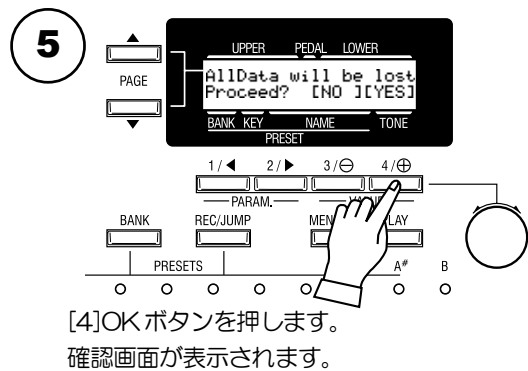 5
UPPER PEDAL LOWER
PAGE
AllData will be lost
Proceed? [NO ][YES]
BANK KEY NAME TONE
PRESET
1/◀ 2/▶ 3/⊖ 4/⊕
PARAM.
BANK REC/JUMP
PRESETS A# B
[4]OKボタンを押します。
確認画面が表示されます。